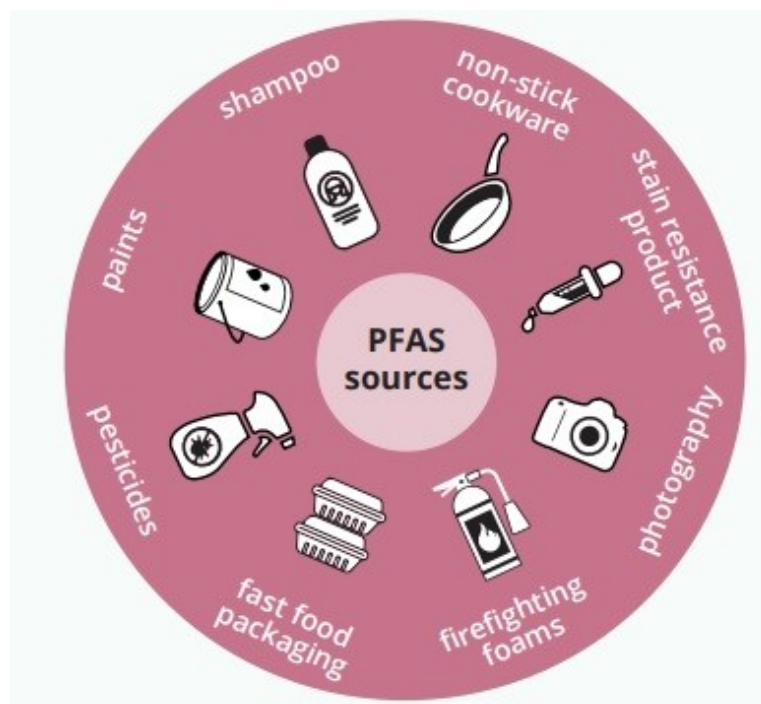 PFAS
sources
non-stick
cookware
stain resistance
product
photography
firefighting
foams
fast food
packaging
pesticides
paints
shampoo